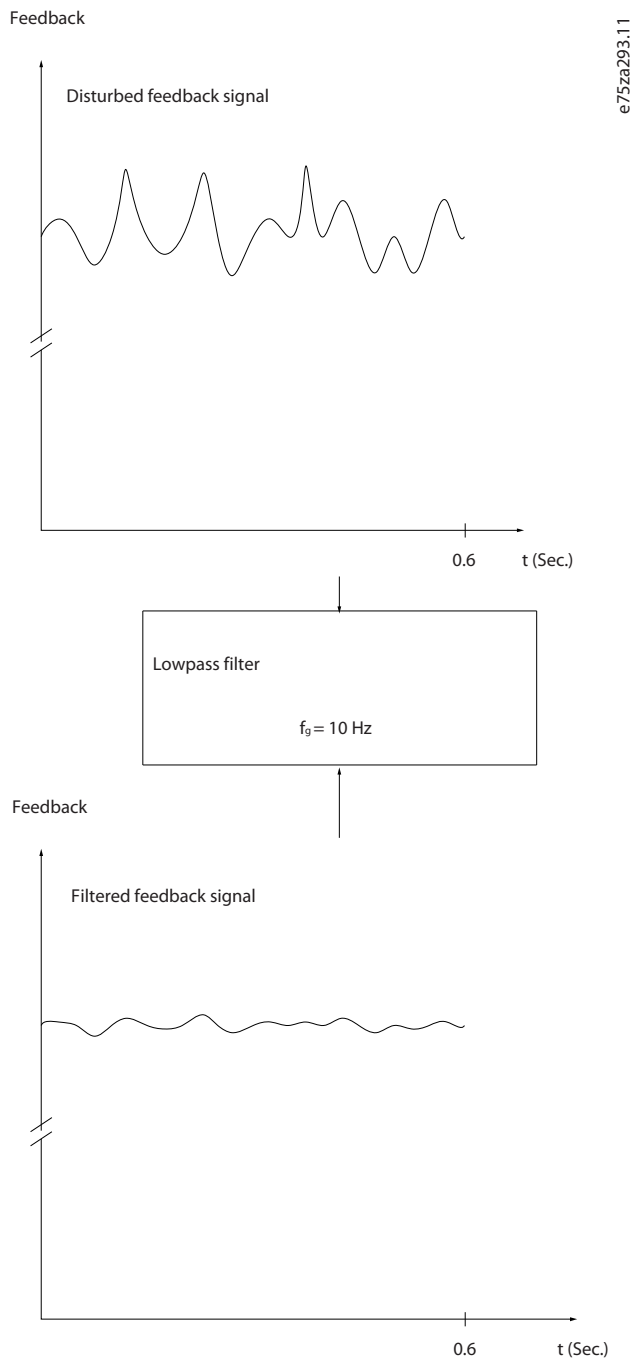 Feedback
e75za293.11
Disturbed feedback signal
0.6
t (Sec.)
Lowpass filter
fg = 10 Hz
Feedback
Filtered feedback signal
0.6
t (Sec.)